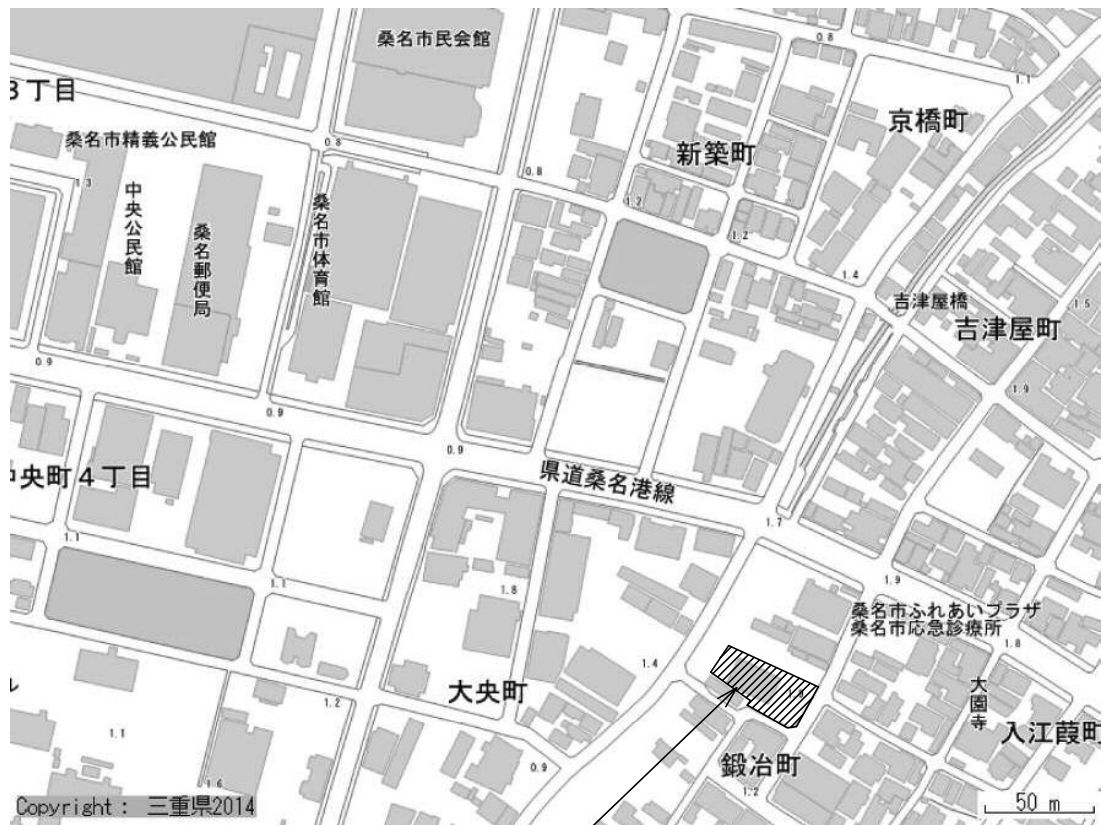 桑名市民会館
0.8
1.1
3丁目
京橋町
桑名市精義公民館
0.8
新築町
1.3
中央公民館
桑名郵便局
桑名市体育館
0.8
1.2
1.2
1.4
吉津屋橋
1.5
吉津屋町
0.9
1.9
0.9
0.9
中央町4丁目
県道桑名港線
1.7
1.1
1.1
1.8
1.9
桑名市ふれあいプラザ
桑名市応急診療所
1.8
1.4
大央町
大園寺
入江葭町
1.2
1.1
0.9
鍛冶町
1.6
1.2
Copyright： 三重県2014
50 m